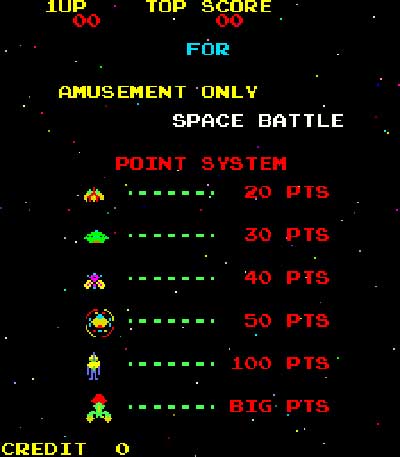 1UP TOP SCORE
00 00
FOR
AMUSEMENT ONLY
SPACE BATTLE
POINT SYSTEM
20 PTS
30 PTS
40 PTS
50 PTS
100 PTS
BIG PTS
CREDIT 0